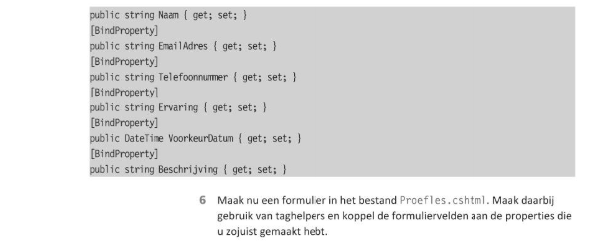 public string Naam { get; set; }
[BindProperty]
public string EmailAdres { get; set; }
[BindProperty]
public string Telefoonnummer { get; set; }
[BindProperty]
public string Ervaring { get; set; }
[BindProperty]
public DateTime VoorkeurDatum { get; set; }
[BindProperty]
public string Beschrijving { get; set; }
6 Maak nu een formulier in het bestand Proefles.cshtml. Maak daarbij
gebruik van taghelpers en koppel de formuliervelden aan de properties die
u zojuist gemaakt hebt.